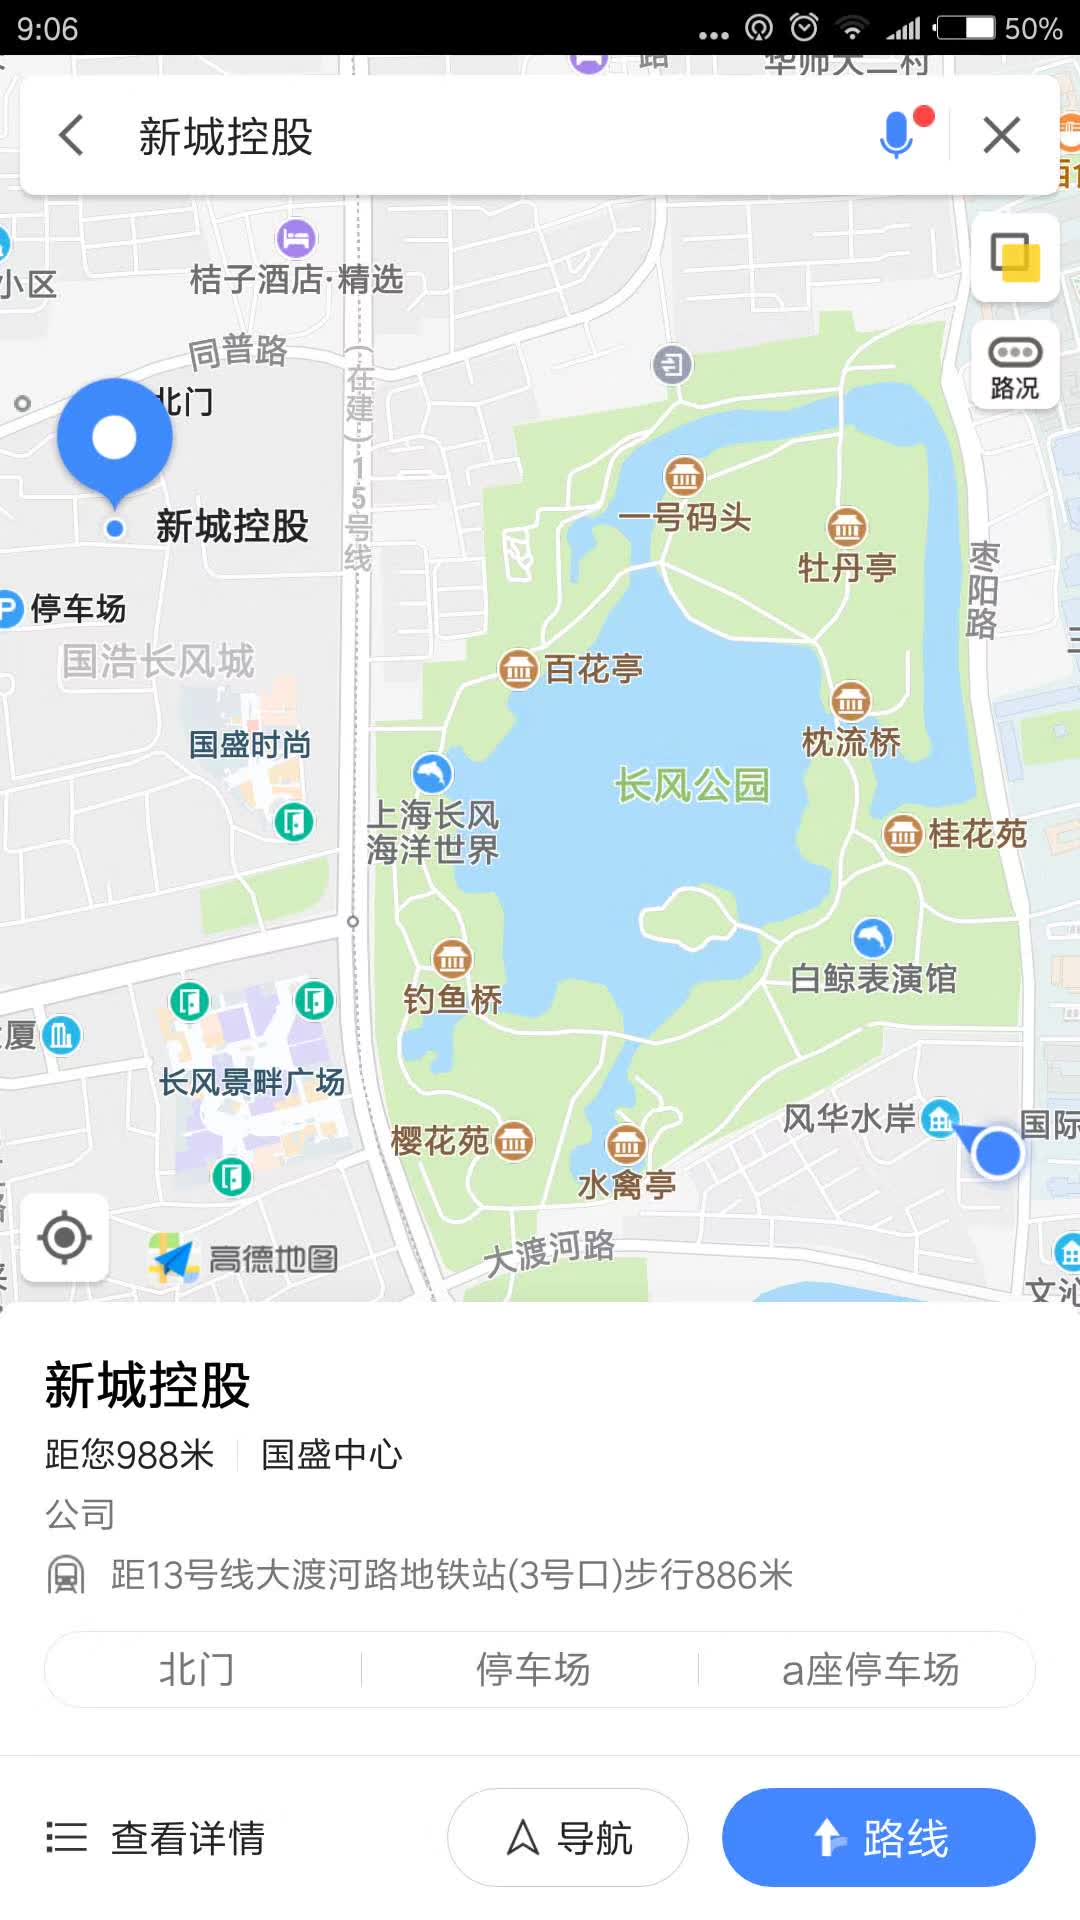 9:06
50%
华师大二村
路
新城控股
桔子酒店·精选
小区
同普路
(在建)15号线
路况
北门
一号码头
新城控股
牡丹亭
枣阳路
P 停车场
国浩长风城
百花亭
国盛时尚
枕流桥
长风公园
上海长风
海洋世界
桂花苑
白鲸表演馆
钓鱼桥
厦
长风景畔广场
风华水岸
国际
樱花苑
水禽亭
大渡河路
高德地图
新城控股
距您988米
国盛中心
公司
距13号线大渡河路地铁站(3号口)步行886米
北门
停车场
a座停车场
查看详情
导航
路线